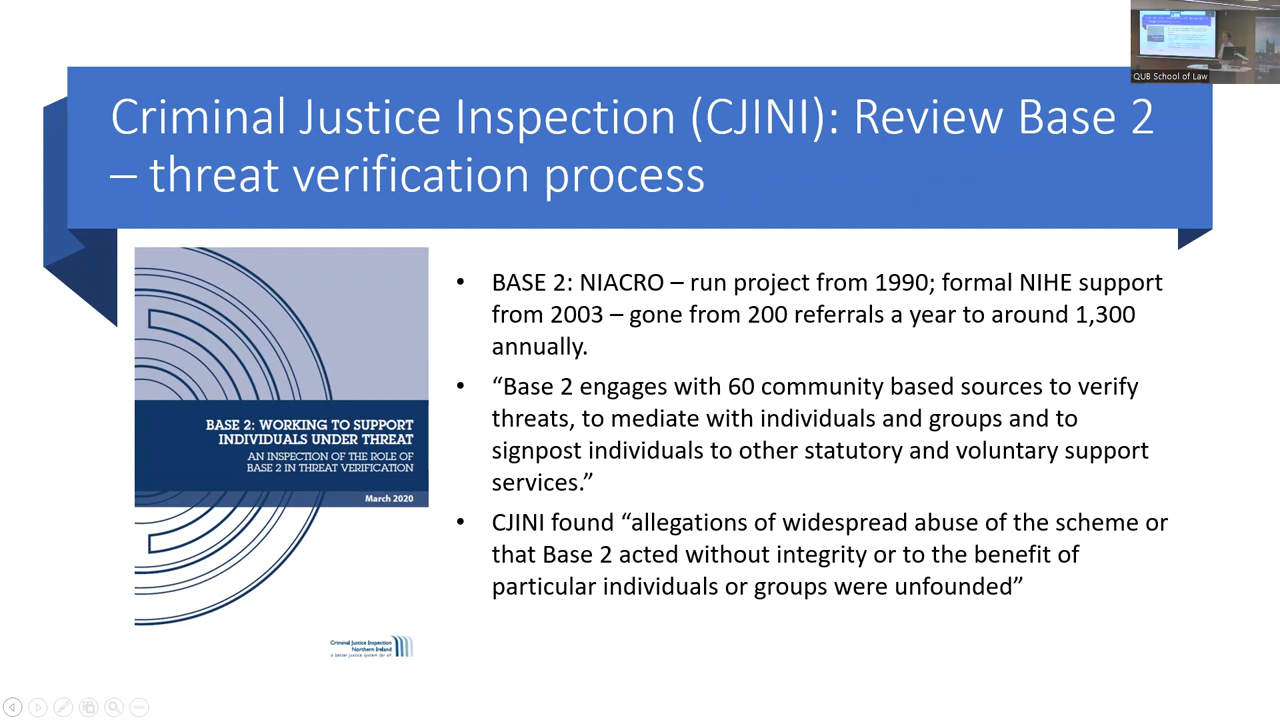 QUB School of Law
Criminal Justice Inspection (CJINI): Review Base 2
– threat verification process
BASE 2: WORKING TO SUPPORT
INDIVIDUALS UNDER THREAT
AN INSPECTION OF THE ROLE OF
BASE 2 IN THREAT VERIFICATION
March 2020
Criminal Justice Inspection
Northern Ireland
a better justice system for all
• BASE 2: NIACRO – run project from 1990; formal NIHE support
from 2003 – gone from 200 referrals a year to around 1,300
annually.
• “Base 2 engages with 60 community based sources to verify
threats, to mediate with individuals and groups and to
signpost individuals to other statutory and voluntary support
services.”
• CJINI found “allegations of widespread abuse of the scheme or
that Base 2 acted without integrity or to the benefit of
particular individuals or groups were unfounded”